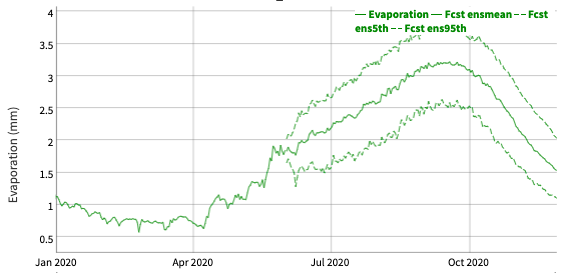 — Evaporation — Fcst ensmean -- Fcst
ens5th -- Fcst ens95th
Evaporation (mm)
4
3.5
3
2.5
2
1.5
1
0.5
Jan 2020
Apr 2020
Jul 2020
Oct 2020